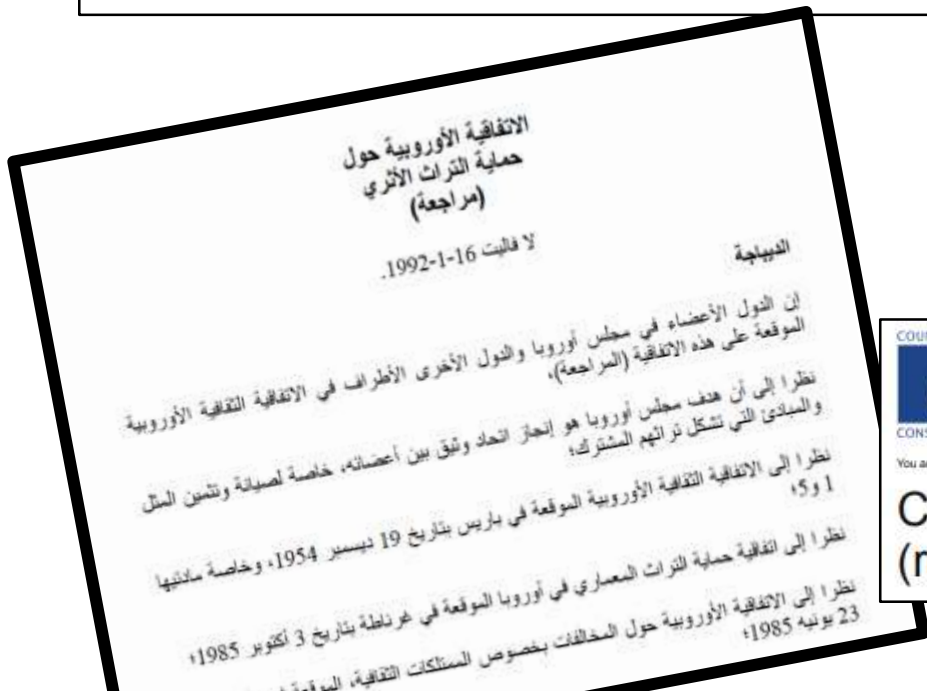 الاتفاقية الأوروبية حول
حماية التراث الأثري
(مراجعة)
لا فاليت 16-1-1992.
الديباجة
إن الدول الأعضاء في مجلس أوروبا والدول الأخرى الأطراف في الاتفاقية الثقافية الأوروبية
الموقعة على هذه الاتفاقية (المراجعة)،
نظرا إلى أن هدف مجلس أوروبا هو إنجاز اتحاد وثيق بين أعضائه، خاصة لصيانة وتثمين المثل
والمبادئ التي تشكل تراثهم المشترك؛
نظرا إلى الاتفاقية الثقافية الأوروبية الموقعة في باريس بتاريخ 19 ديسمبر 1954، وخاصة مادتيها
1 و5؛
نظرا إلى اتفاقية حماية التراث المعماري في أوروبا الموقعة في غرناطة بتاريخ 3 أكتوبر 1985؛
نظرا إلى الاتفاقية الأوروبية حول المخالفات بخصوص الممتلكات الثقافية، الموقعة
23 يونيه 1985؛
COU
CONS
You a
C
(r